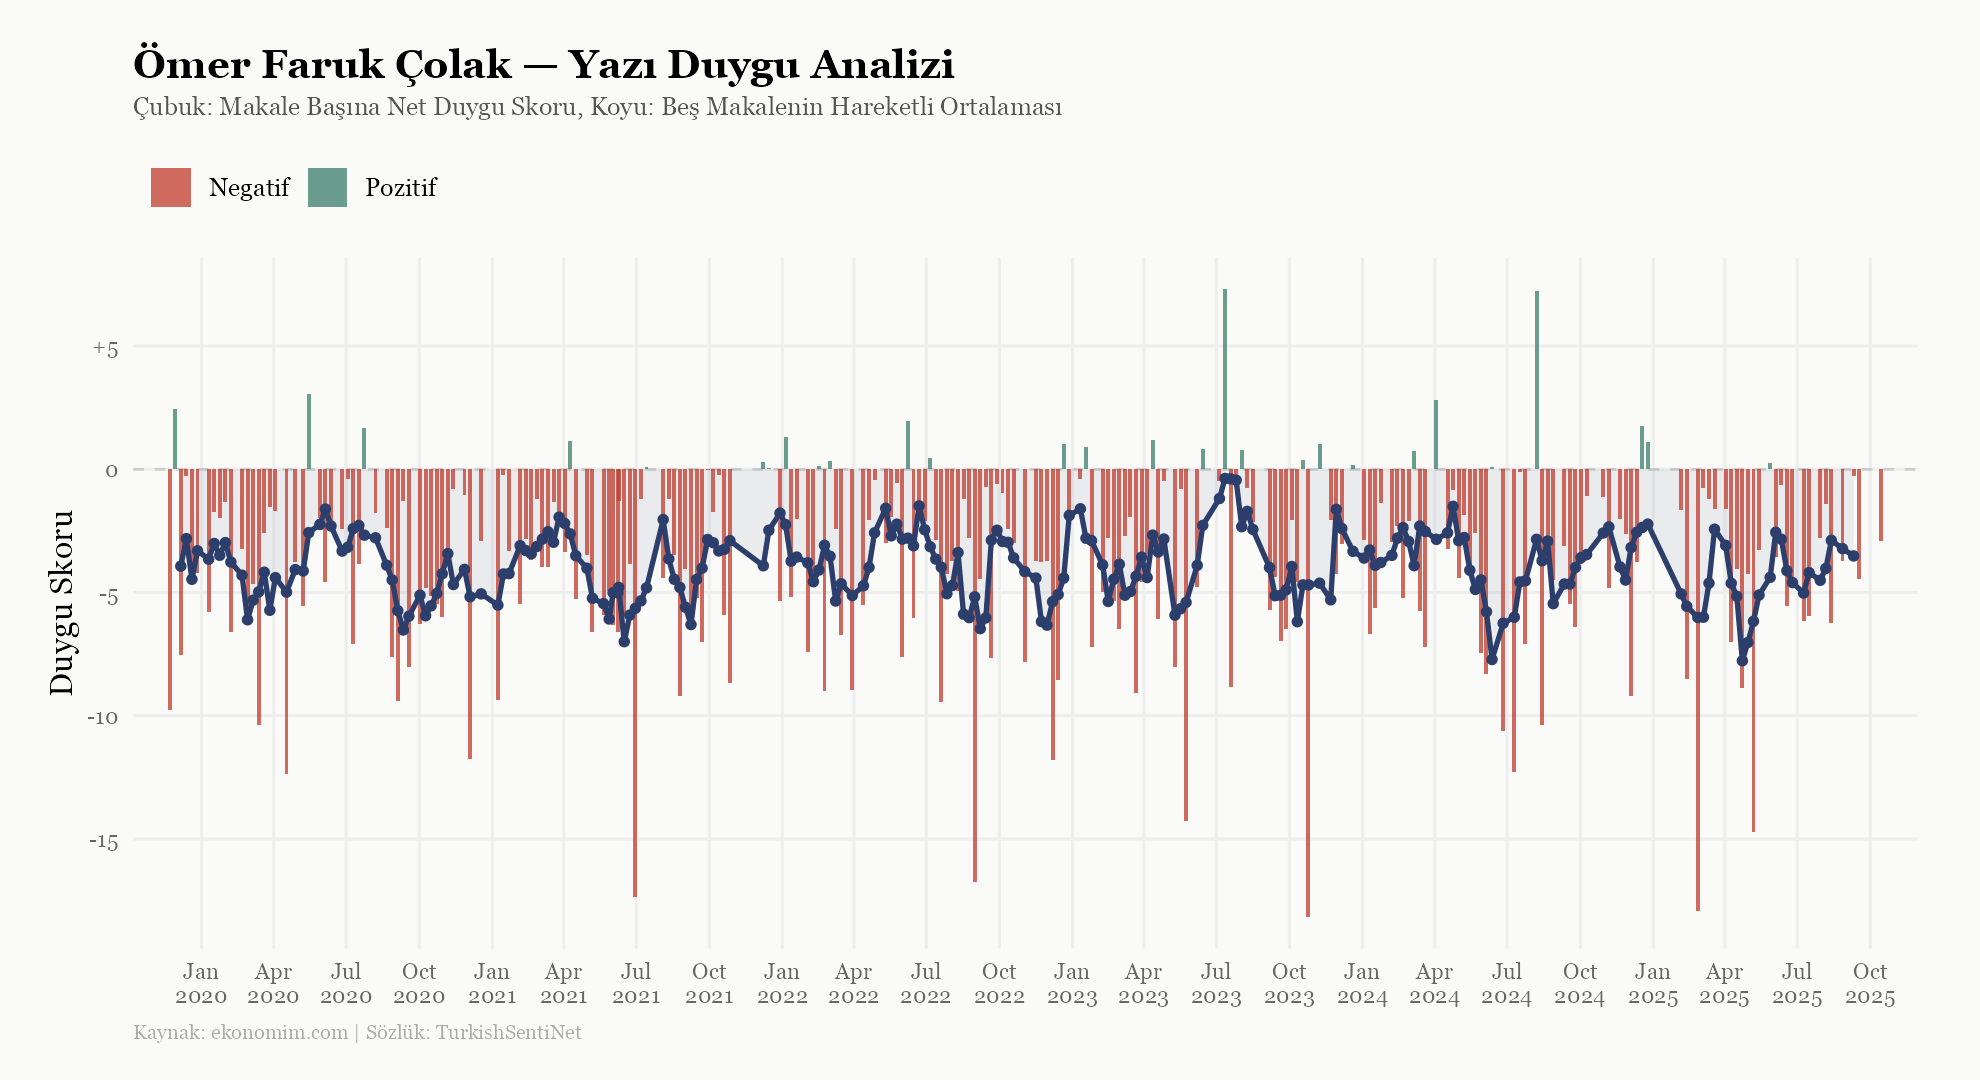 Ömer Faruk Çolak — Yazı Duygu Analizi
Çubuk: Makale Başına Net Duygu Skoru, Koyu: Beş Makalenin Hareketli Ortalaması
Negatif Pozitif
Duygu Skoru
+5
0
-5
-10
-15
Jan Apr Jul Oct Jan Apr Jul Oct Jan Apr Jul Oct Jan Apr Jul Oct Jan Apr Jul Oct Jan Apr Jul Oct
2020 2020 2020 2020 2021 2021 2021 2021 2022 2022 2022 2022 2023 2023 2023 2023 2024 2024 2024 2024 2025 2025 2025 2025
Kaynak: ekonomim.com | Sözlük: TurkishSentiNet